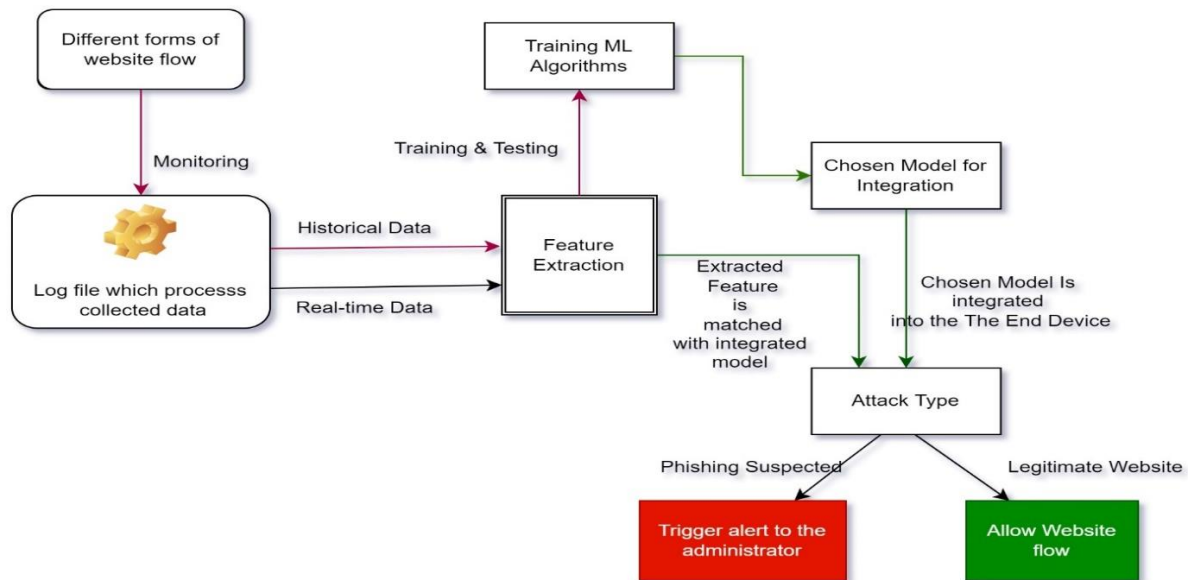 Different forms of
website flow
Monitoring
Log file which processs
collected data
Historical Data
Real-time Data
Training ML
Algorithms
Training & Testing
Feature
Extraction
Extracted
Feature
is
matched
with integrated
model
Chosen Model for
Integration
Chosen Model Is
integrated
into the The End Device
Attack Type
Phishing Suspected
Legitimate Website
Trigger alert to the
administrator
Allow Website
flow